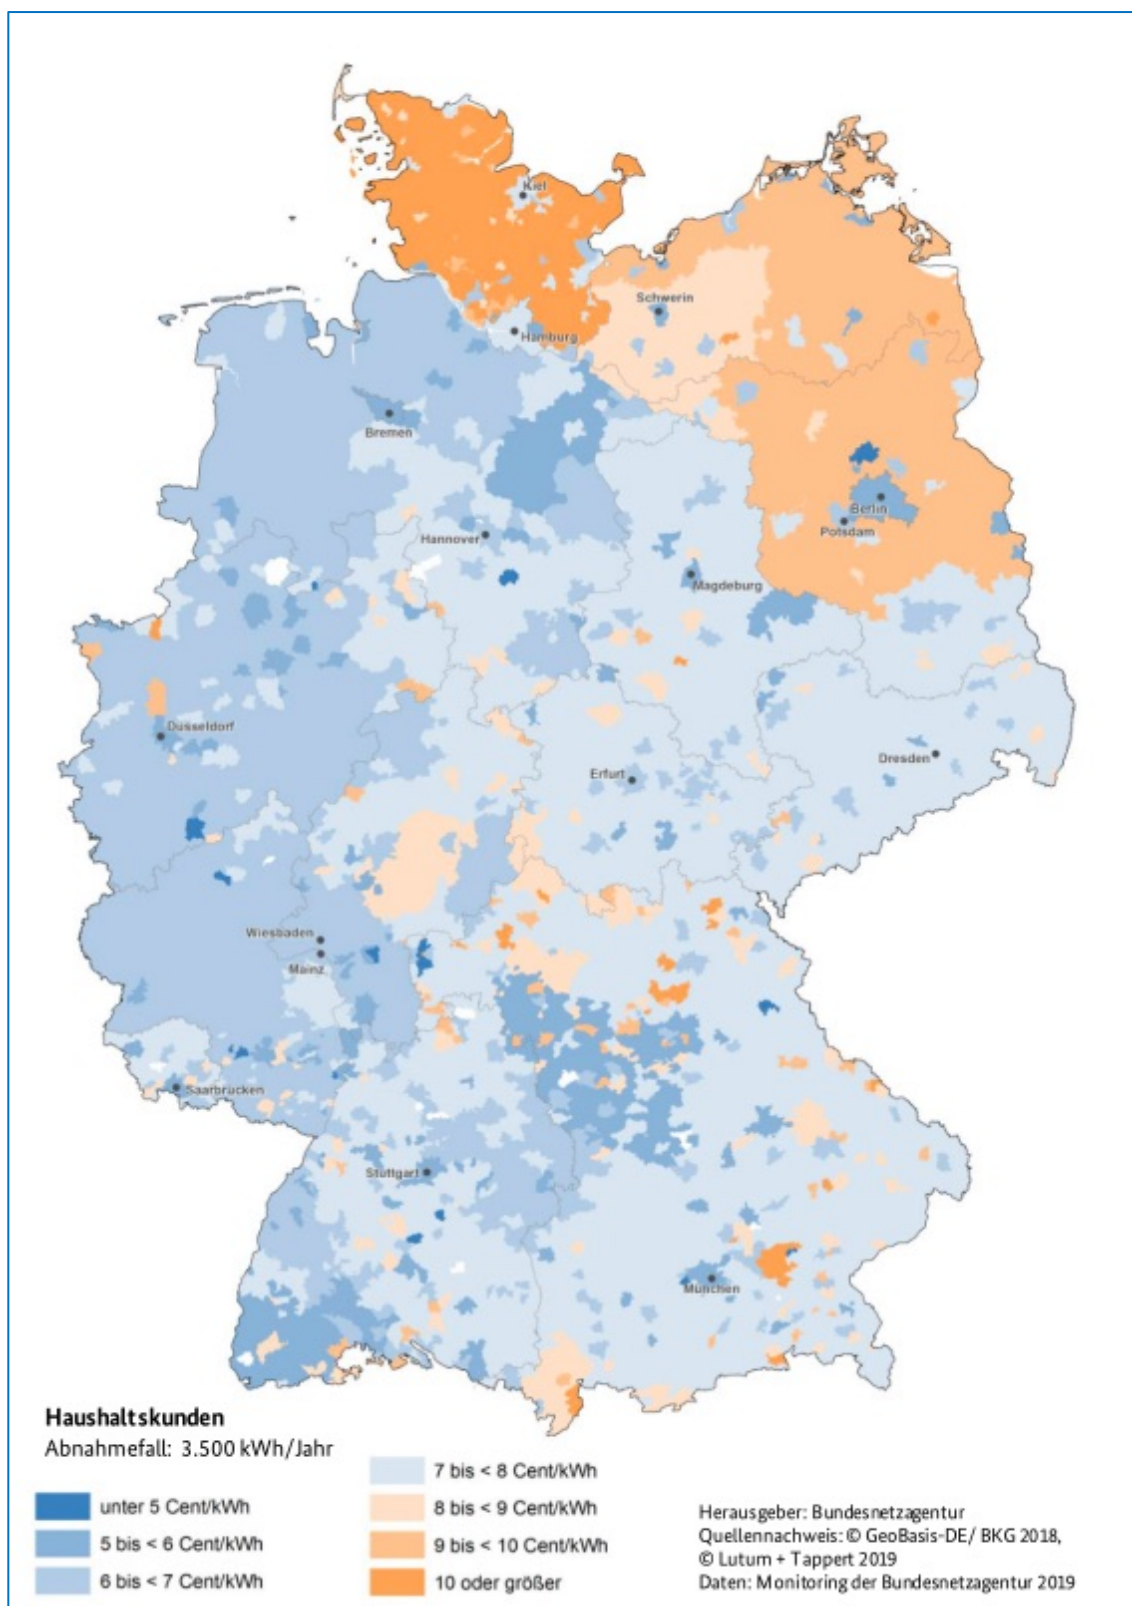 Kiel
Schwerin
Hamburg
Bremen
Berlin
Potsdam
Hannover
Magdeburg
Düsseldorf
Dresden
Erfurt
Wiesbaden
Mainz
Saarbrücken
Stuttgart
München
Haushaltskunden
Abnahmefall: 3.500 kWh/Jahr
unter 5 Cent/kWh
5 bis < 6 Cent/kWh
6 bis < 7 Cent/kWh
7 bis < 8 Cent/kWh
8 bis < 9 Cent/kWh
9 bis < 10 Cent/kWh
10 oder größer
Herausgeber: Bundesnetzagentur
Quellennachweis: © GeoBasis-DE/ BKG 2018,
© Lutum + Tappert 2019
Daten: Monitoring der Bundesnetzagentur 2019